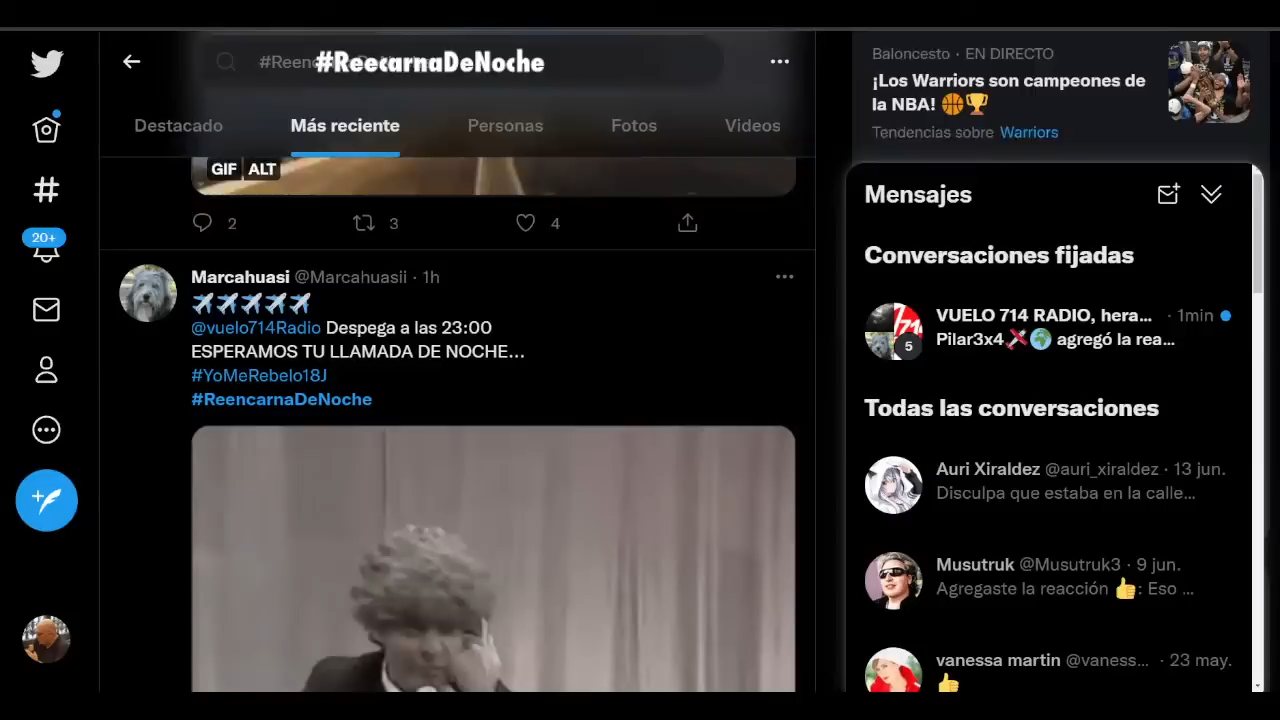 #Reen
#ReecarnaDeNoche
Destacado
Más reciente
Personas
Fotos
Videos
GIF
ALT
2
3
4
20+
Marcahuasi @Marcahuasii · 1h
@vuelo714Radio Despega a las 23:00
ESPERAMOS TU LLAMADA DE NOCHE...
#YoMeRebelo18J
#ReencarnaDeNoche
Baloncesto · EN DIRECTO
¡Los Warriors son campeones de
la NBA! 🏀🏆
Tendencias sobre Warriors
Mensajes
Conversaciones fijadas
VUELO 714 RADIO, hera... · 1min
Pilar3x4 agregó la rea...
5
Todas las conversaciones
Auri Xiraldez @auri_xiraldez · 13 jun.
Disculpa que estaba en la calle...
Musutruk @Musutruk3 · 9 jun.
Agregaste la reacción 👍: Eso ...
vanessa martin @vaness... · 23 may.
👍